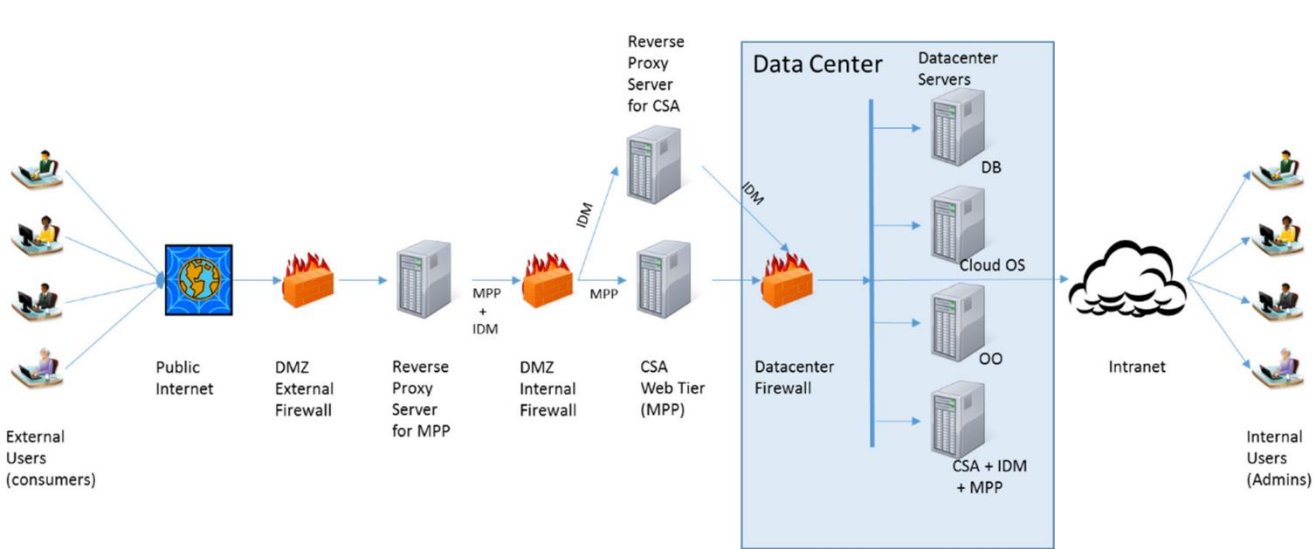 Reverse
Proxy
Server
for CSA
Data Center
Datacenter
Servers
DB
IDM
IDM
Cloud OS
MPP
+
IDM
MPP
OO
Public
Internet
DMZ
External
Firewall
Reverse
Proxy
Server
for MPP
DMZ
Internal
Firewall
CSA
Web Tier
(MPP)
Datacenter
Firewall
Intranet
External
Users
(consumers)
CSA + IDM
+ MPP
Internal
Users
(Admins)